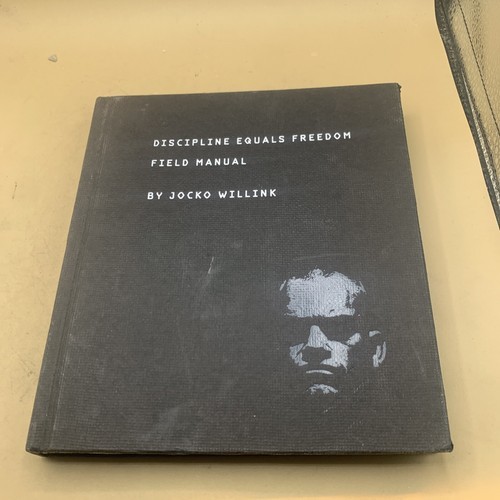 DISCIPLINE EQUALS FREEDOM
FIELD MANUAL
BY JOCKO WILLINK